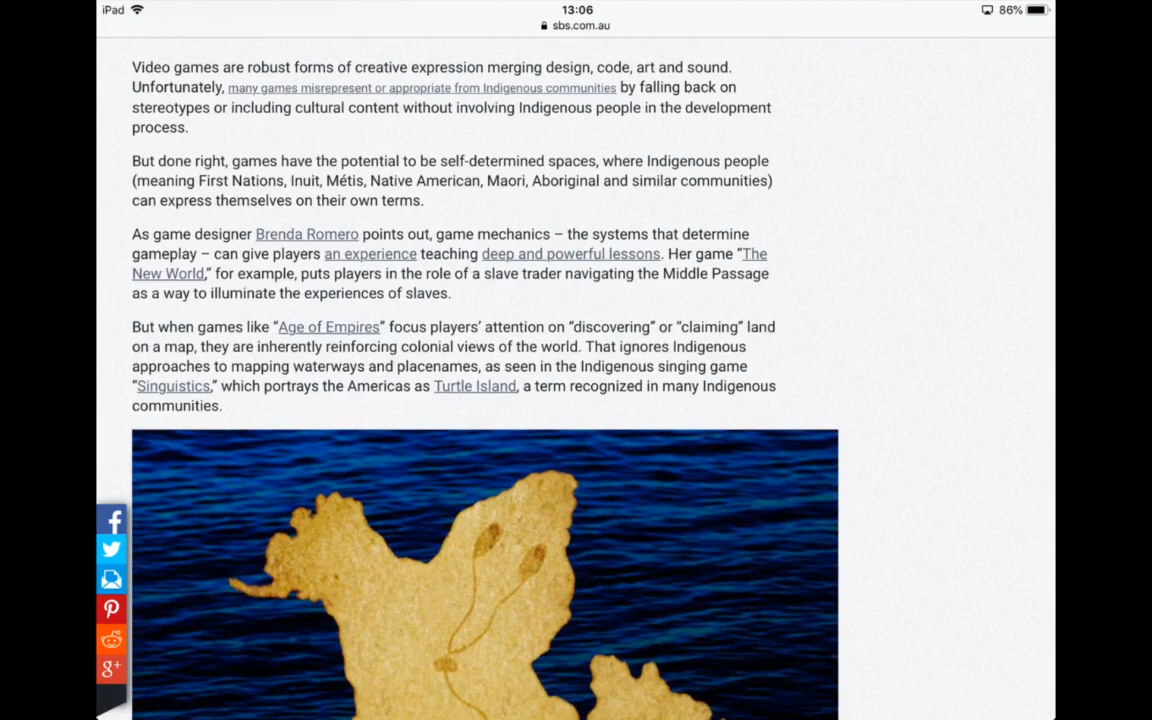 iPad 13:06 86%
sbs.com.au
Video games are robust forms of creative expression merging design, code, art and sound.
Unfortunately, many games misrepresent or appropriate from Indigenous communities by falling back on
stereotypes or including cultural content without involving Indigenous people in the development
process.
But done right, games have the potential to be self-determined spaces, where Indigenous people
(meaning First Nations, Inuit, Métis, Native American, Maori, Aboriginal and similar communities)
can express themselves on their own terms.
As game designer Brenda Romero points out, game mechanics – the systems that determine
gameplay – can give players an experience teaching deep and powerful lessons. Her game “The
New World,” for example, puts players in the role of a slave trader navigating the Middle Passage
as a way to illuminate the experiences of slaves.
But when games like “Age of Empires” focus players’ attention on “discovering” or “claiming” land
on a map, they are inherently reinforcing colonial views of the world. That ignores Indigenous
approaches to mapping waterways and placenames, as seen in the Indigenous singing game
“Singuistics,” which portrays the Americas as Turtle Island, a term recognized in many Indigenous
communities.
f
g+